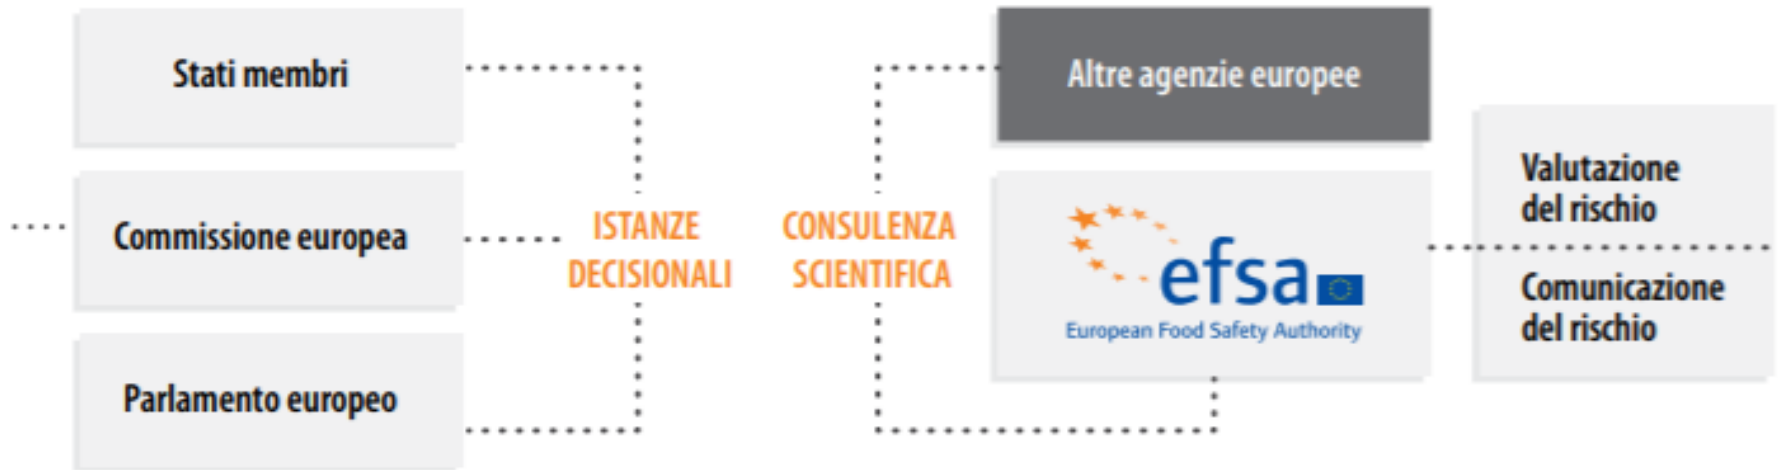 Stati membri
Commissione europea
Parlamento europeo
ISTANZE
DECISIONALI
CONSULENZA
SCIENTIFICA
Altre agenzie europee
efsa
European Food Safety Authority
Valutazione
del rischio
Comunicazione
del rischio